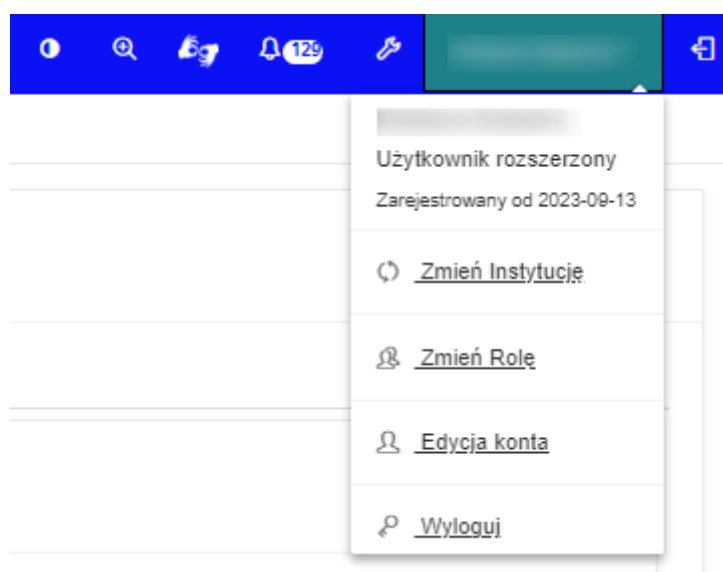 129
Użytkownik rozszerzony
Zarejestrowany od 2023-09-13
Zmień Instytucję
Zmień Rolę
Edycja konta
Wyloguj